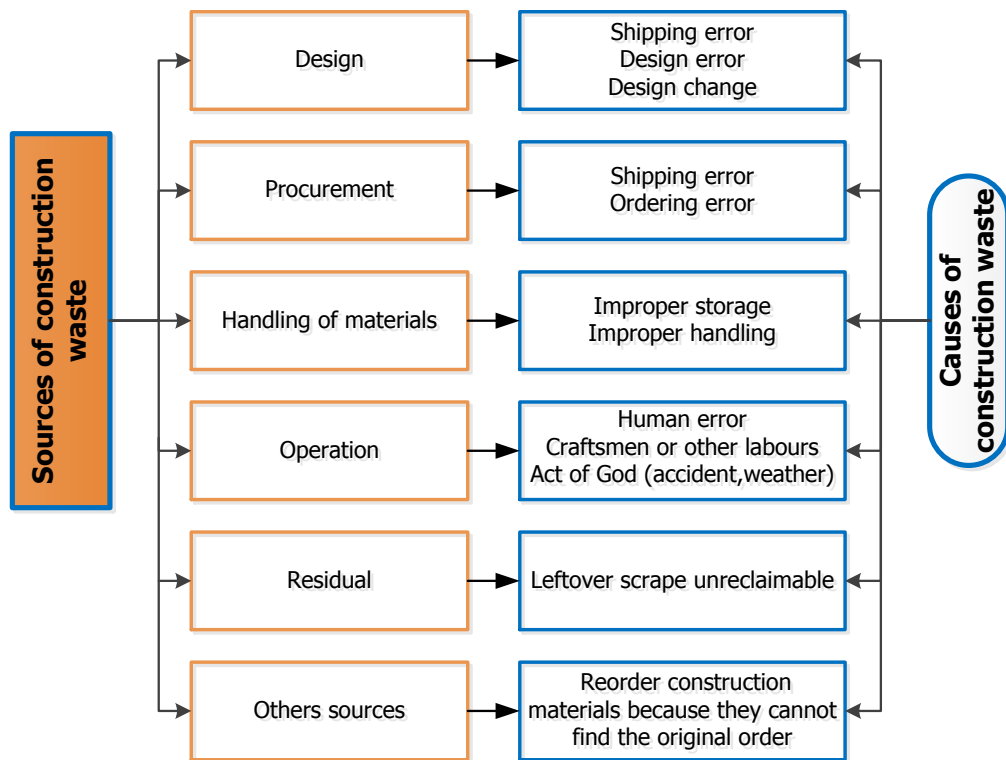 Sources of construction
waste
Design
Shipping error
Design error
Design change
Procurement
Shipping error
Ordering error
Handling of materials
Improper storage
Improper handling
Operation
Human error
Craftsmen or other labours
Act of God (accident,weather)
Residual
Leftover scrape unreclaimable
Others sources
Reorder construction
materials because they cannot
find the original order
Causes of
construction waste